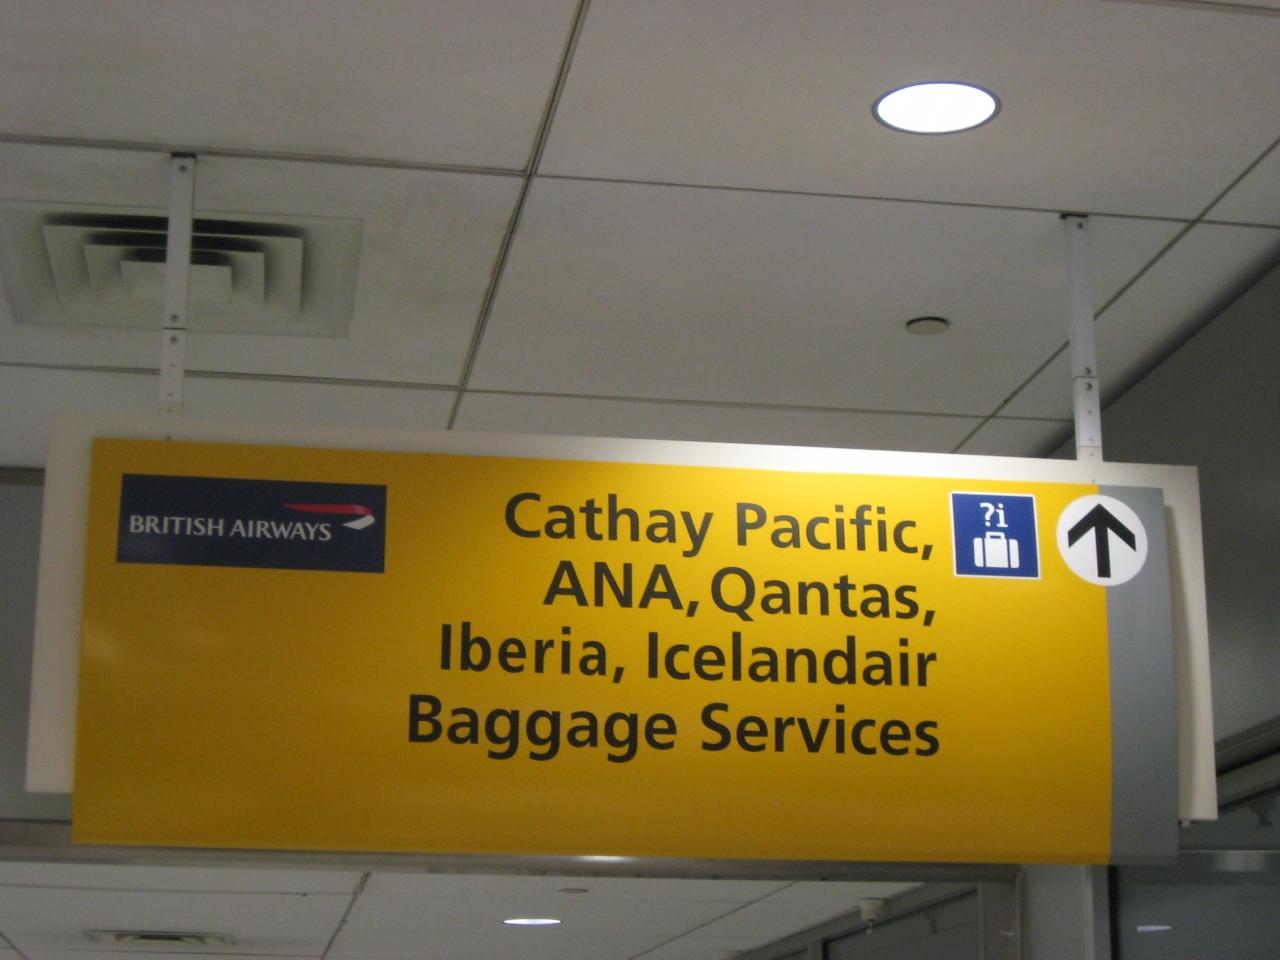 BRITISH AIRWAYS
Cathay Pacific,
ANA, Qantas,
Iberia, Icelandair
Baggage Services
?i